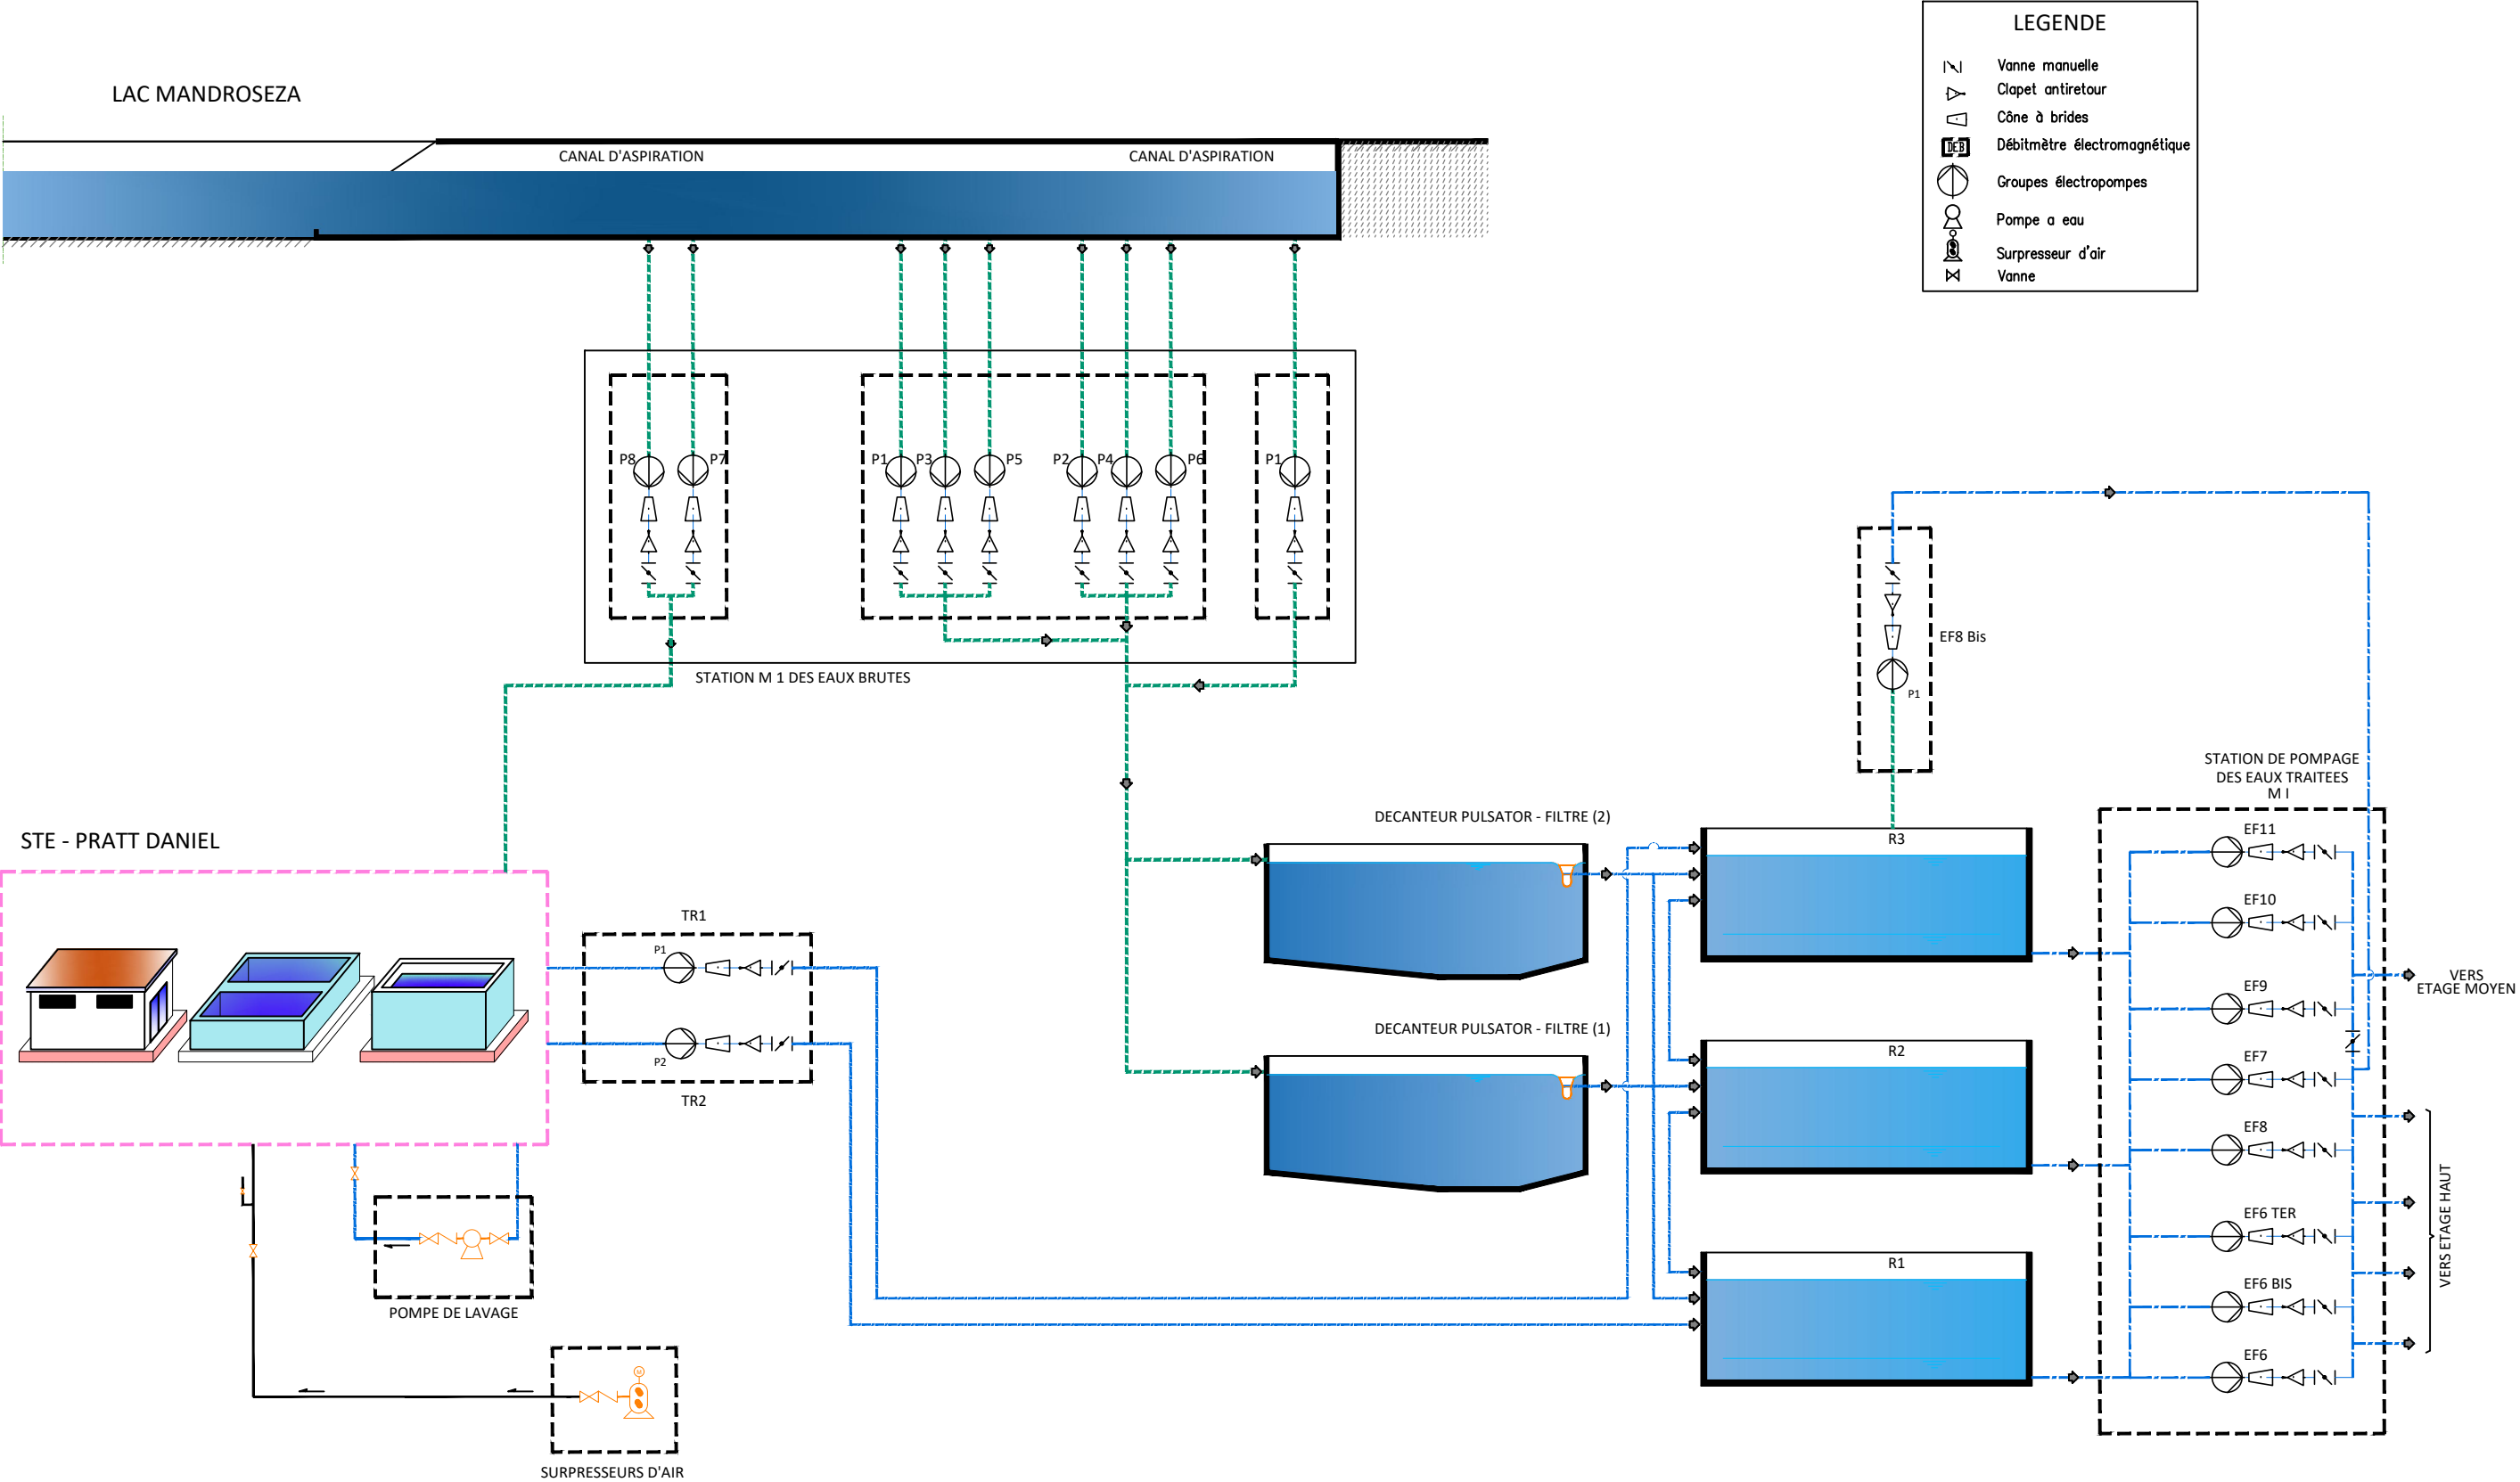 LEGENDE
Vanne manuelle
Clapet antiretour
Cône à brides
DEB
Débitmètre électromagnétique
Groupes électropompes
Pompe a eau
Surpresseur d'air
Vanne
LAC MANDROSEZA
CANAL D'ASPIRATION
CANAL D'ASPIRATION
P8
P7
P1
P3
P5
P2
P4
P6
P1
STATION M 1 DES EAUX BRUTES
EF8 Bis
P1
STATION DE POMPAGE
DES EAUX TRAITEES
M I
STE - PRATT DANIEL
DECANTEUR PULSATOR - FILTRE (2)
R3
EF11
EF10
TR1
P1
P2
TR2
VERS
ETAGE MOYEN
EF9
DECANTEUR PULSATOR - FILTRE (1)
R2
EF7
EF8
EF6 TER
VERS ETAGE HAUT
R1
EF6 BIS
EF6
POMPE DE LAVAGE
M
SURPRESSEURS D'AIR